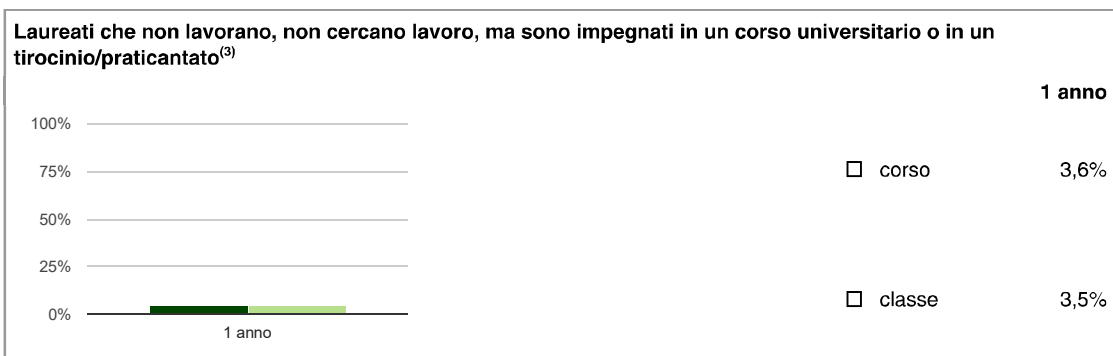 Laureati che non lavorano, non cercano lavoro, ma sono impegnati in un corso universitario o in un
tirocinio/praticantato(3)
1 anno
100%
75%
50%
25%
0%
1 anno
corso 3,6%
classe 3,5%